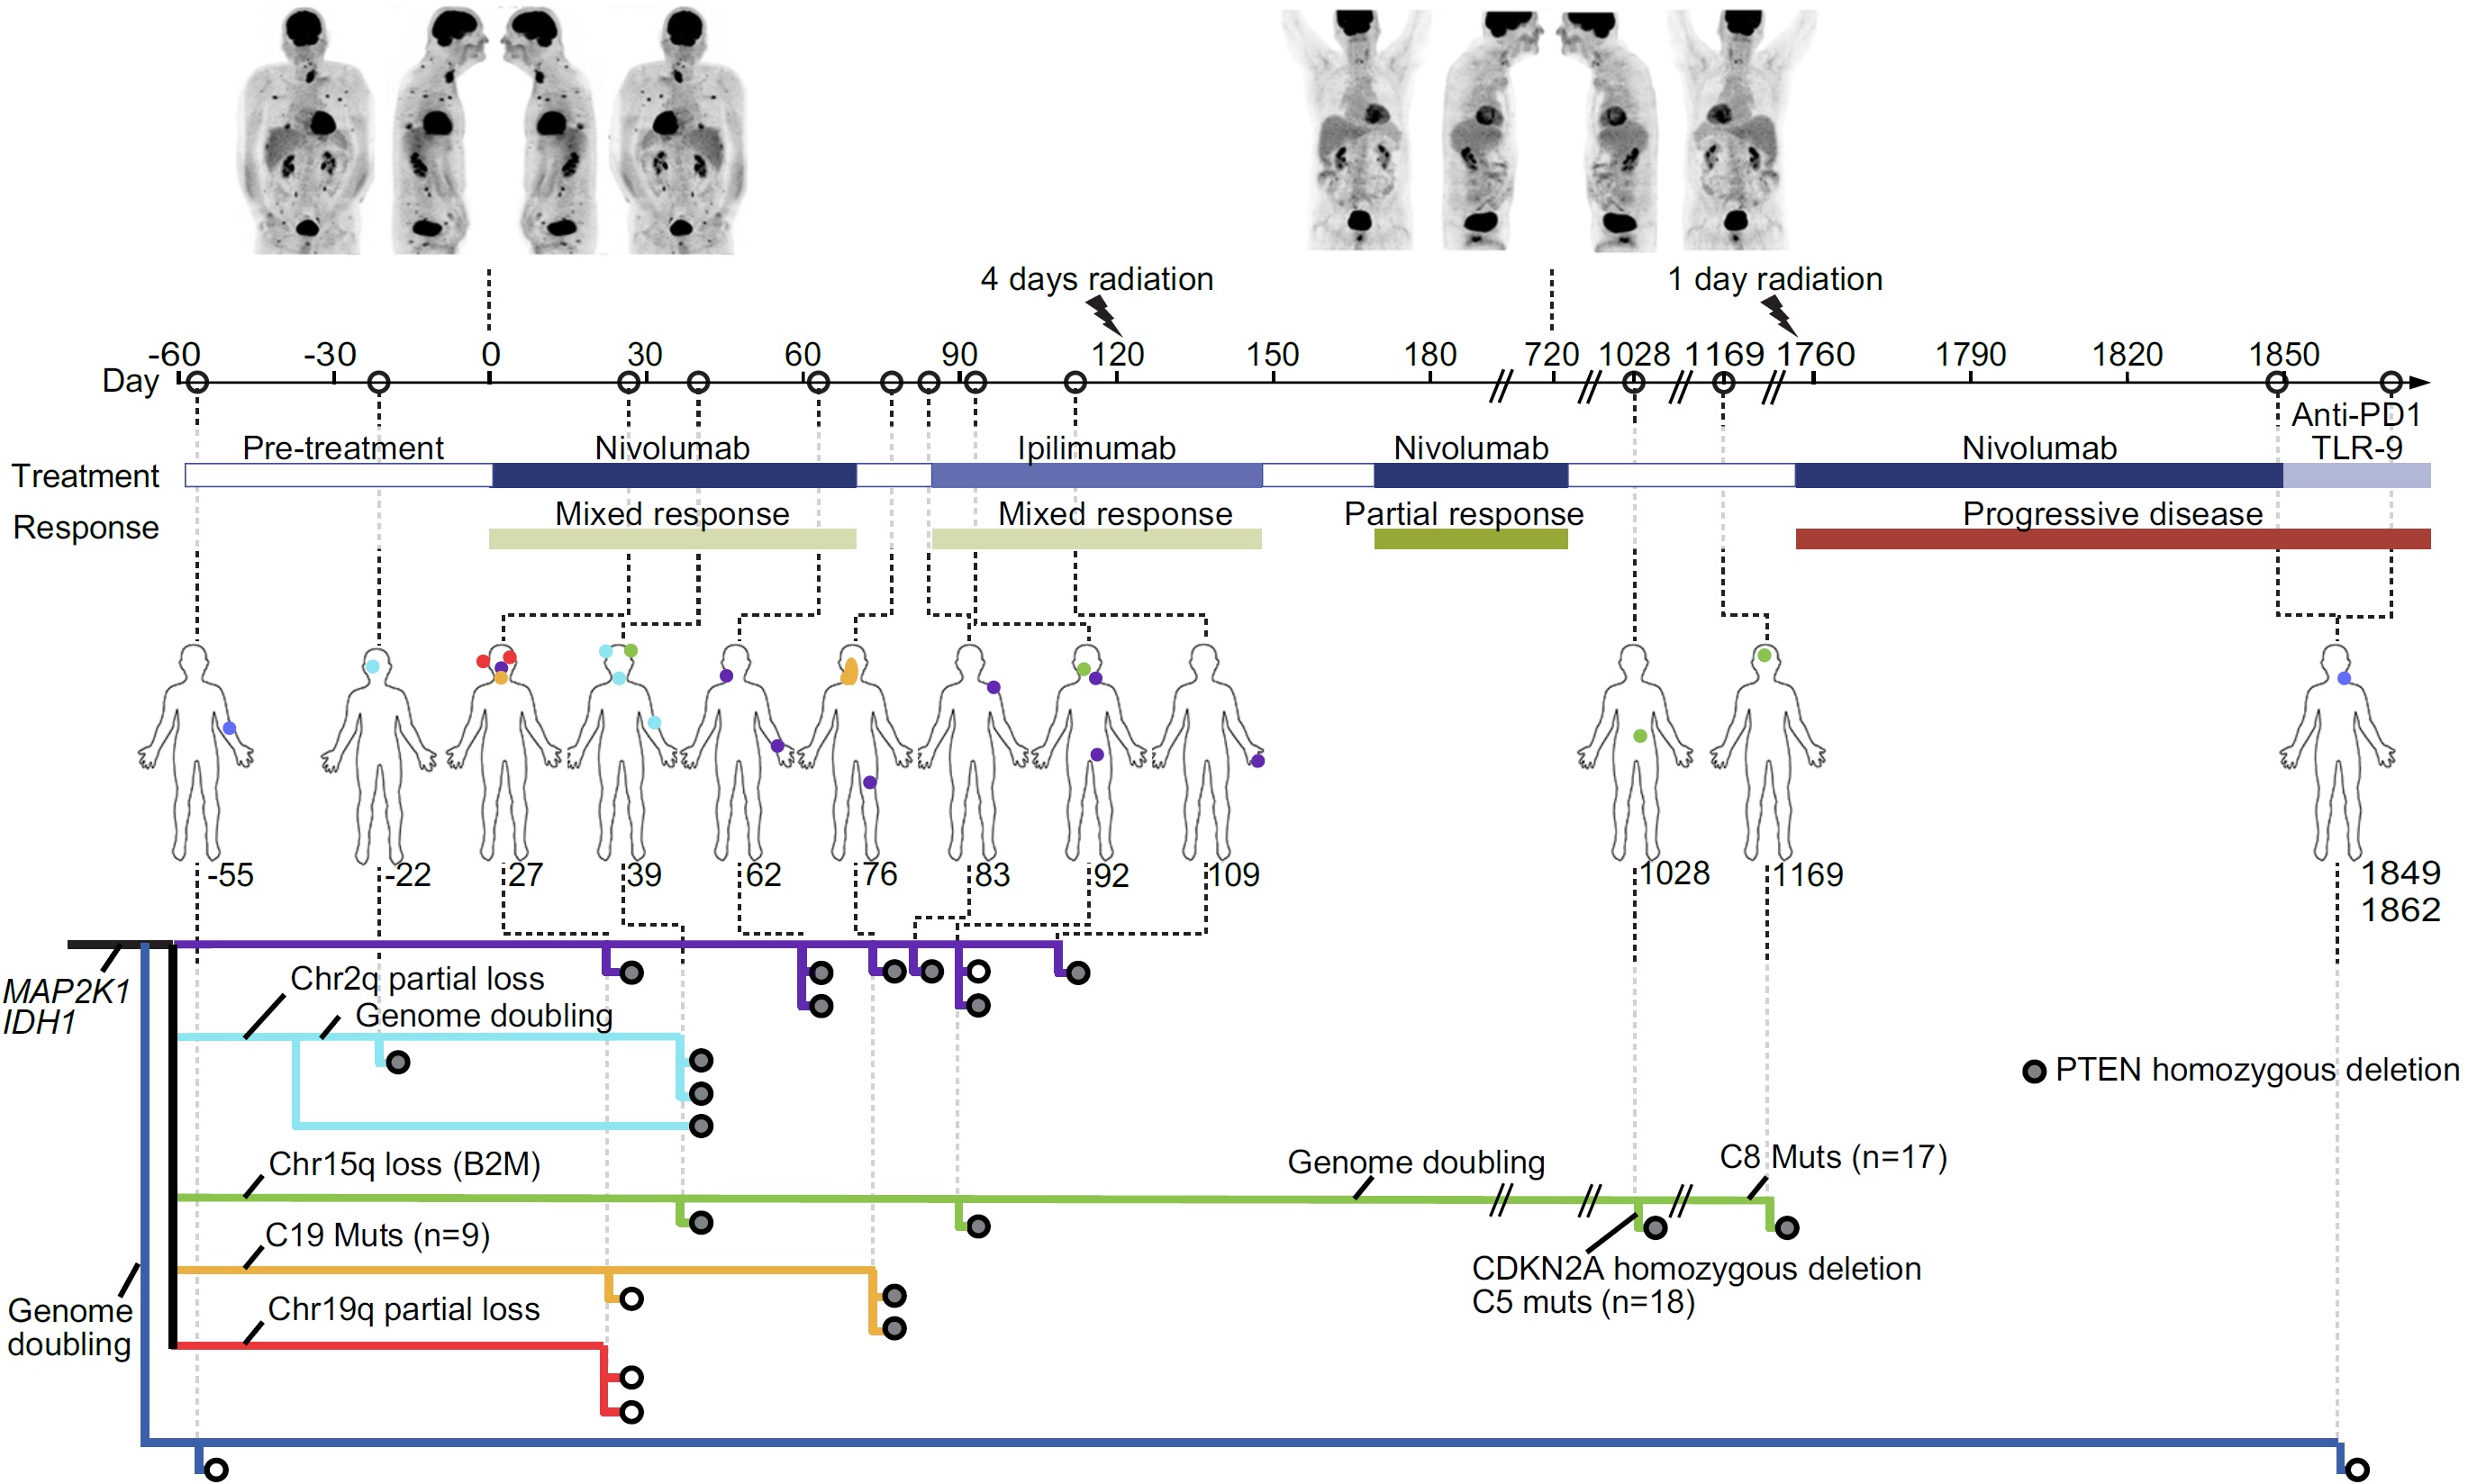 4 days radiation
1 day radiation
-60 -30 0 30 60 90 120 150 180 720 1028 1169 1760 1790 1820 1850
Day
Anti-PD1
Pre-treatment Nivolumab Ipilimumab Nivolumab Nivolumab TLR-9
Treatment
Mixed response Mixed response Partial response Progressive disease
Response
-55 -22 27 39 62 76 83 92 109 1028 1169 1849
1862
MAP2K1
IDH1
Chr2q partial loss
Genome doubling
PTEN homozygous deletion
Chr15q loss (B2M)
Genome doubling
C8 Muts (n=17)
C19 Muts (n=9)
CDKN2A homozygous deletion
C5 muts (n=18)
Chr19q partial loss
Genome
doubling